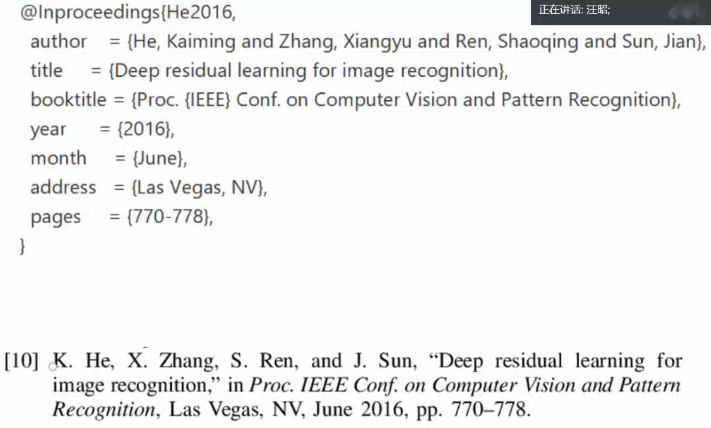 正在讲话: 汪昭;
@Inproceedings{He2016,
author = {He, Kaiming and Zhang, Xiangyu and Ren, Shaoqing and Sun, Jian},
title = {Deep residual learning for image recognition},
booktitle = {Proc. {IEEE} Conf. on Computer Vision and Pattern Recognition},
year = {2016},
month = {June},
address = {Las Vegas, NV},
pages = {770-778},
}
[10] K. He, X. Zhang, S. Ren, and J. Sun, “Deep residual learning for
image recognition,” in Proc. IEEE Conf. on Computer Vision and Pattern
Recognition, Las Vegas, NV, June 2016, pp. 770–778.